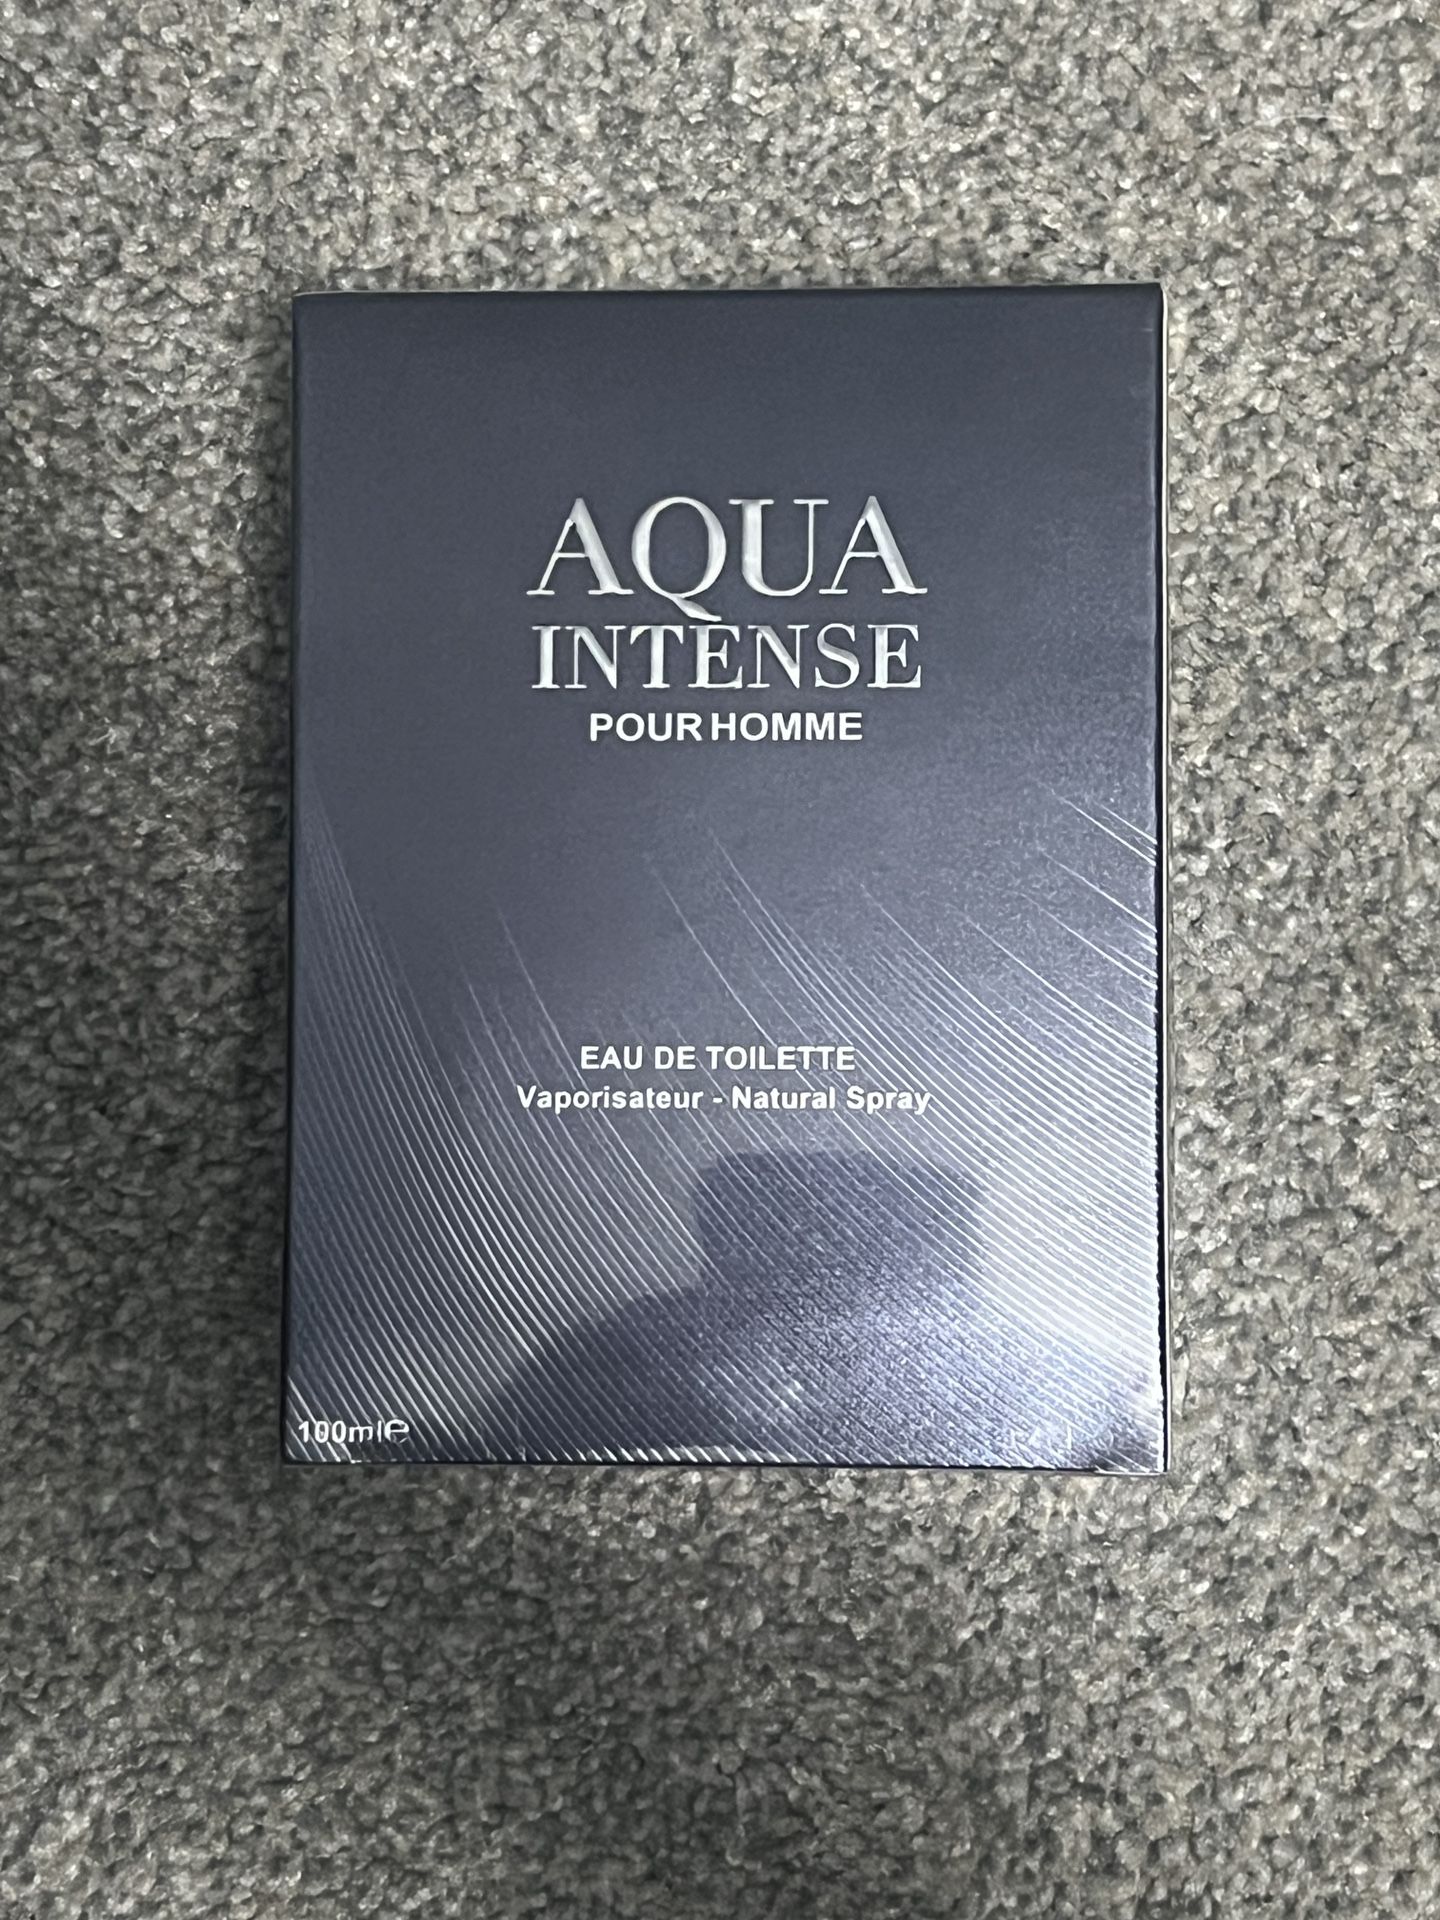 AQUA
INTENSE
POUR HOMME
EAU DE TOILETTE
Vaporisateur - Natural Spray
100ml℮